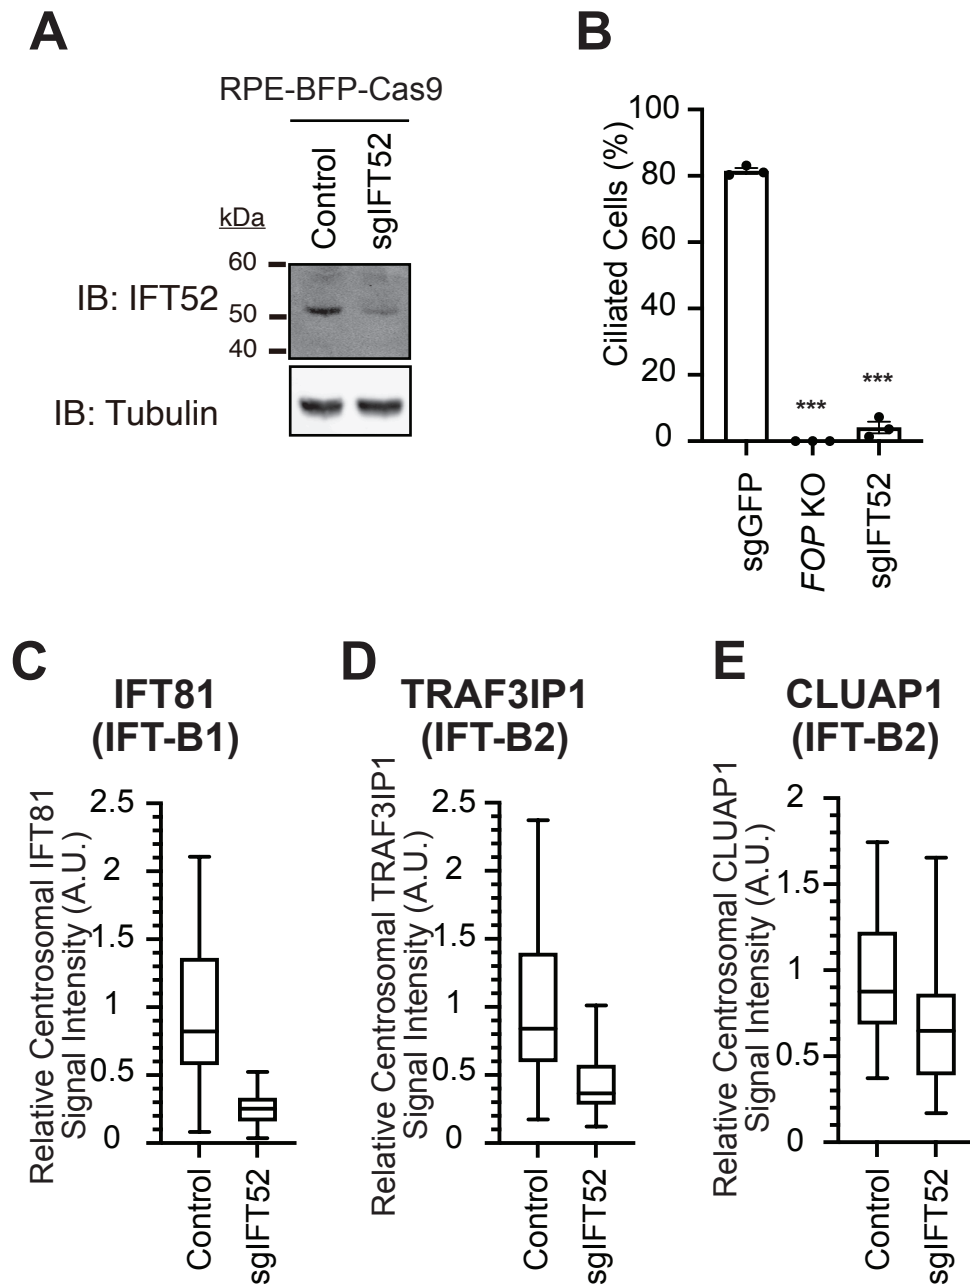 A
RPE-BFP-Cas9
Control
sgIFT52
kDa
60
IB: IFT52
50
40
IB: Tubulin
B
Ciliated Cells (%)
100
80
60
40
20
0
***
***
sgGFP
FOP KO
sgIFT52
C
IFT81
(IFT-B1)
Relative Centrosomal IFT81
Signal Intensity (A.U.)
2.5
2
1.5
1
0.5
0
Control
sgIFT52
D
TRAF3IP1
(IFT-B2)
Relative Centrosomal TRAF3IP1
Signal Intensity (A.U.)
2.5
2
1.5
1
0.5
0
Control
sgIFT52
E
CLUAP1
(IFT-B2)
Relative Centrosomal CLUAP1
Signal Intensity (A.U.)
2
1.5
1
0.5
0
Control
sgIFT52